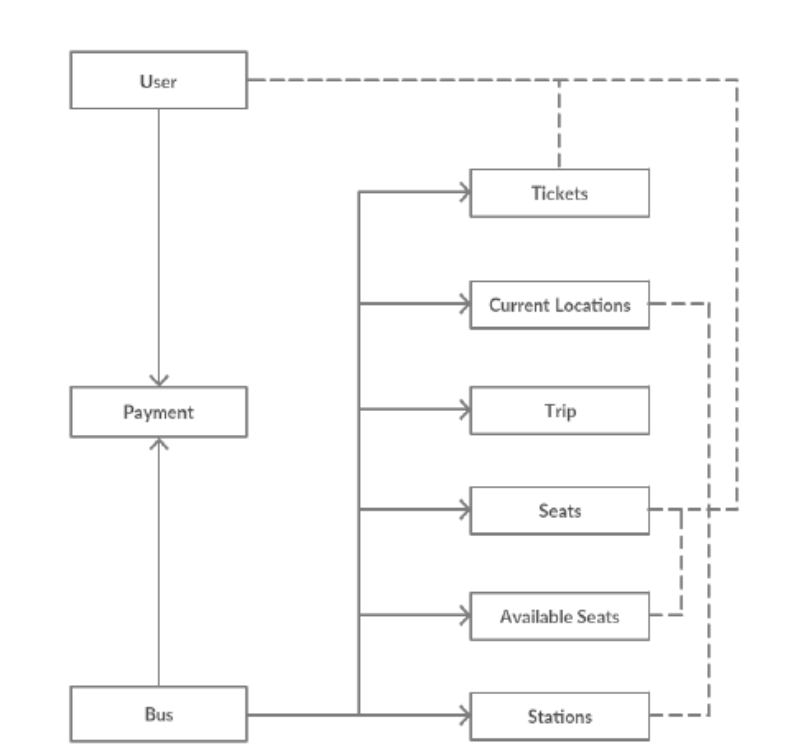 User
Tickets
Current Locations
Trip
Payment
Seats
Available Seats
Bus
Stations